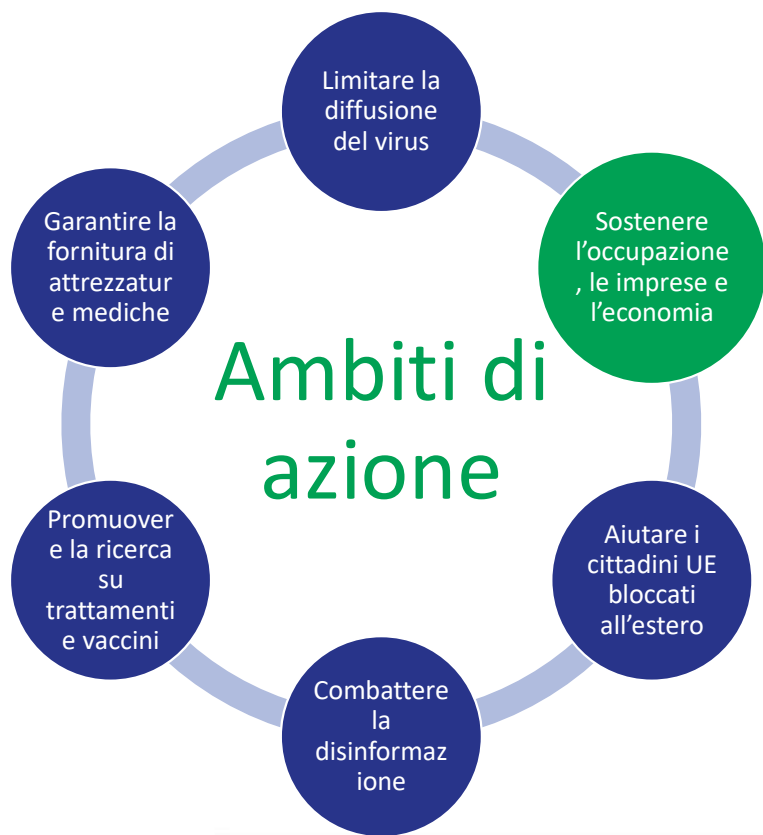 Limitare la
diffusione
del virus
Sostenere
l’occupazione
, le imprese e
l’economia
Aiutare i
cittadini UE
bloccati
all’estero
Combattere
la
disinformaz
ione
Promuover
e la ricerca
su
trattamenti
e vaccini
Garantire la
fornitura di
attrezzatur
e mediche
Ambiti di
azione